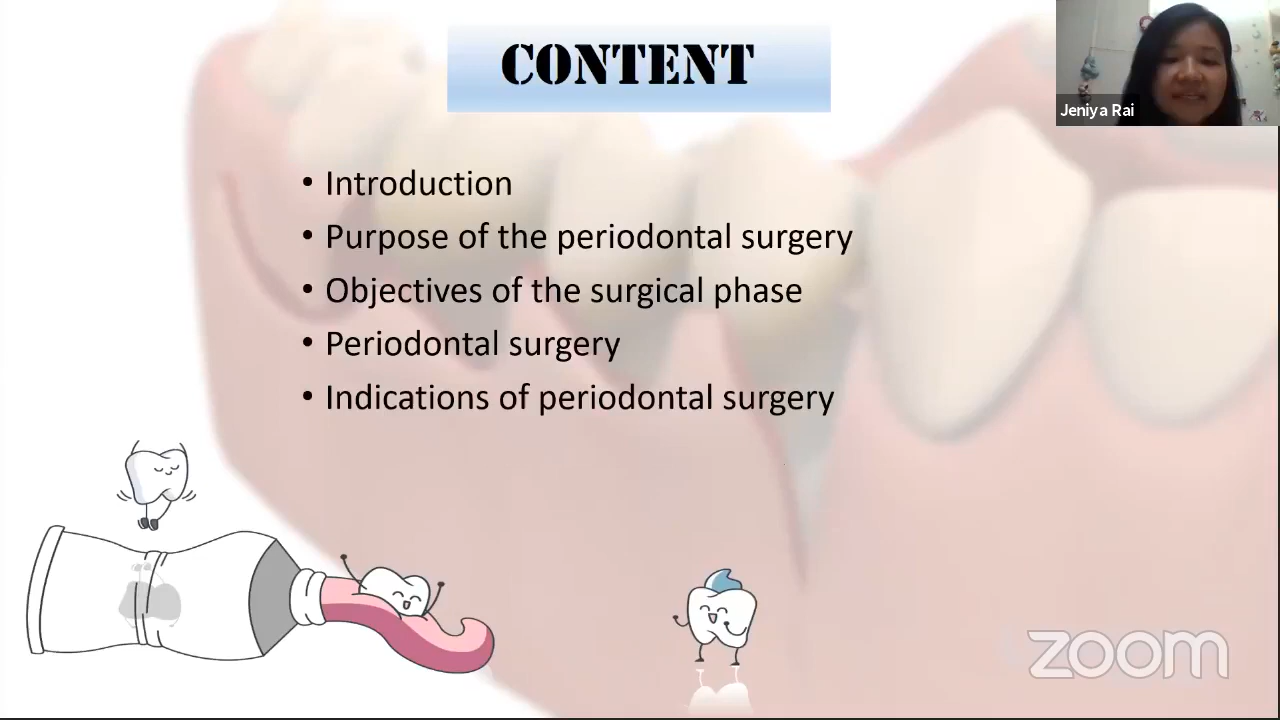 CONTENT
Jeniya Rai
• Introduction
• Purpose of the periodontal surgery
• Objectives of the surgical phase
• Periodontal surgery
• Indications of periodontal surgery
zoom